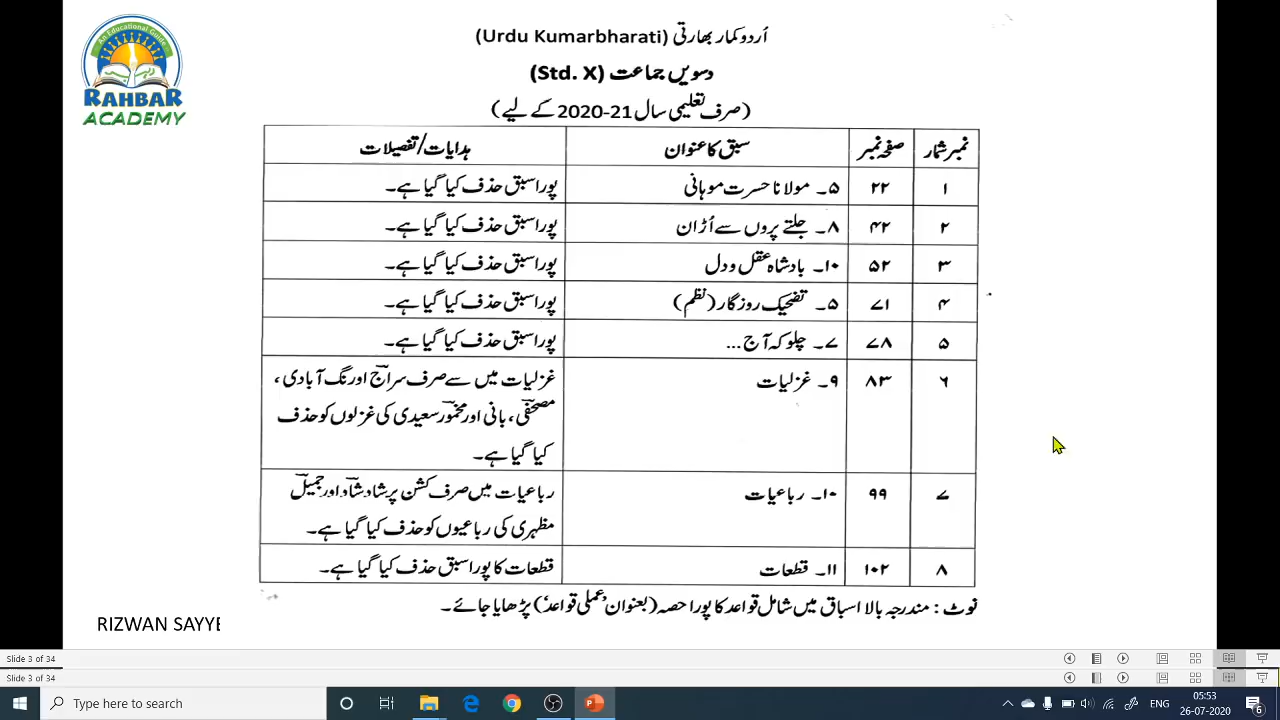 An Educational Guide
RAHBAR
ACADEMY
اُردو کمار بھارتی (Urdu Kumarbharati)
دسویں جماعت (Std. X)
(صرف تعلیمی سال 2020-21 کے لیے)
نمبر شمار صفحہ نمبر سبق کا عنوان ہدایات/تفصیلات
۱ ۲۲ ۵۔ مولانا حسرت موہانی پورا سبق حذف کیا گیا ہے۔
۲ ۴۲ ۸۔ جلتے پروں سے اُڑان پورا سبق حذف کیا گیا ہے۔
۳ ۵۲ ۱۰۔ بادشاہ عقل و دل پورا سبق حذف کیا گیا ہے۔
۴ ۷۱ ۵۔ تضحیک روزگار (نظم) پورا سبق حذف کیا گیا ہے۔
۵ ۷۸ ۷۔ چلو کہ آج ... پورا سبق حذف کیا گیا ہے۔
۶ ۸۳ ۹۔ غزلیات غزلیات میں سے صرف سراجؔ اورنگ آبادی،
مصحفیؔ، بانی اور مخمورؔ سعیدی کی غزلوں کو حذف
کیا گیا ہے۔
۷ ۹۹ ۱۰۔ رباعیات رباعیات میں صرف کشن پرشاد شادؔ اور جمیلؔ
مظہری کی رباعیوں کو حذف کیا گیا ہے۔
۸ ۱۰۲ ۱۱۔ قطعات قطعات کا پورا سبق حذف کیا گیا ہے۔
نوٹ : مندرجہ بالا اسباق میں شامل قواعد کا پورا حصہ (بعنوان ’عملی قواعد‘) پڑھایا جائے۔
RIZWAN SAYYE
Slide 3 of 34
Slide 3 of 34
Type here to search
ENG
05:53
26-07-2020
6